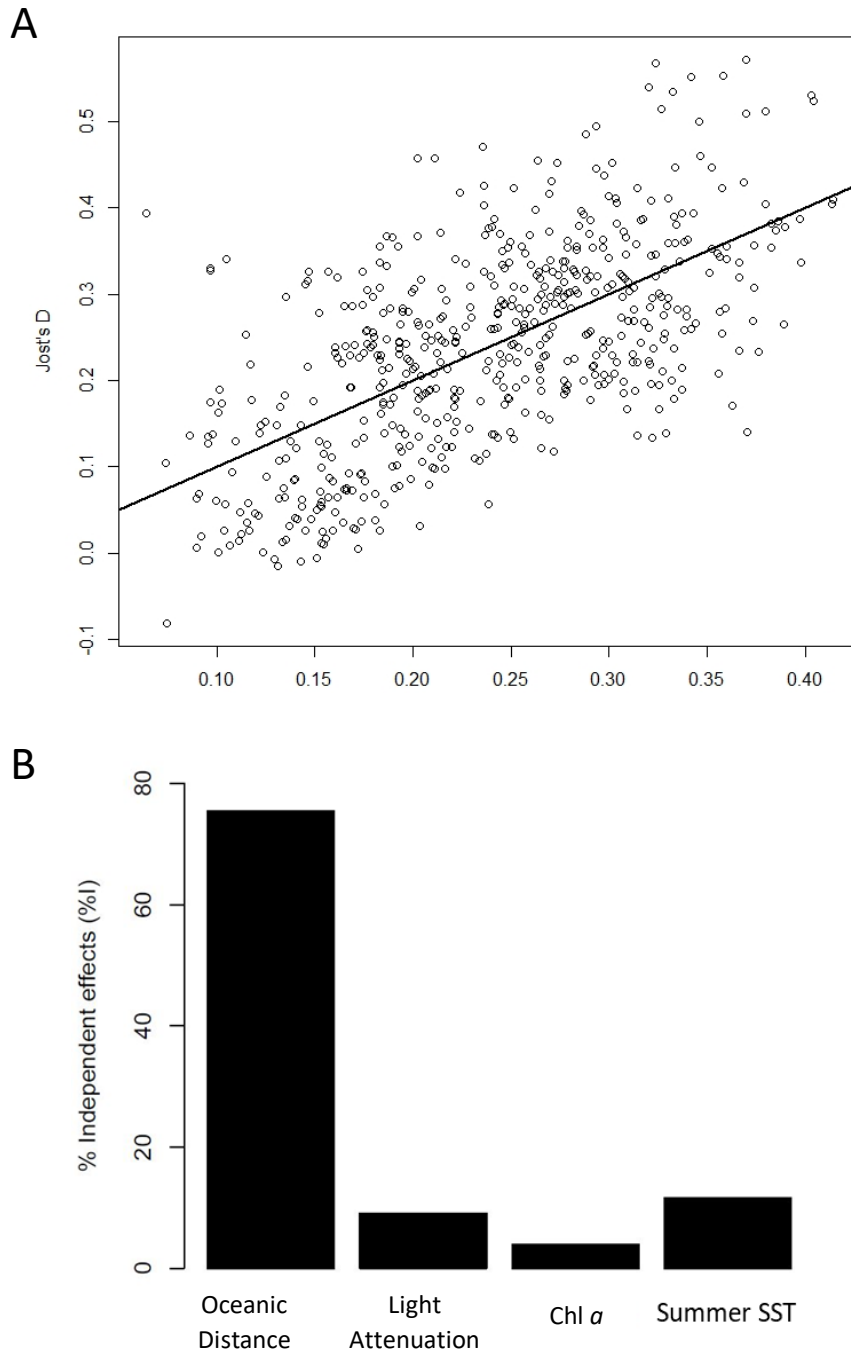 A
Jost's D
0.5
0.4
0.3
0.2
0.1
0.0
-0.1
0.10 0.15 0.20 0.25 0.30 0.35 0.40
B
% Independent effects (%I)
80
60
40
20
0
Oceanic Light Chl a Summer SST
Distance Attenuation